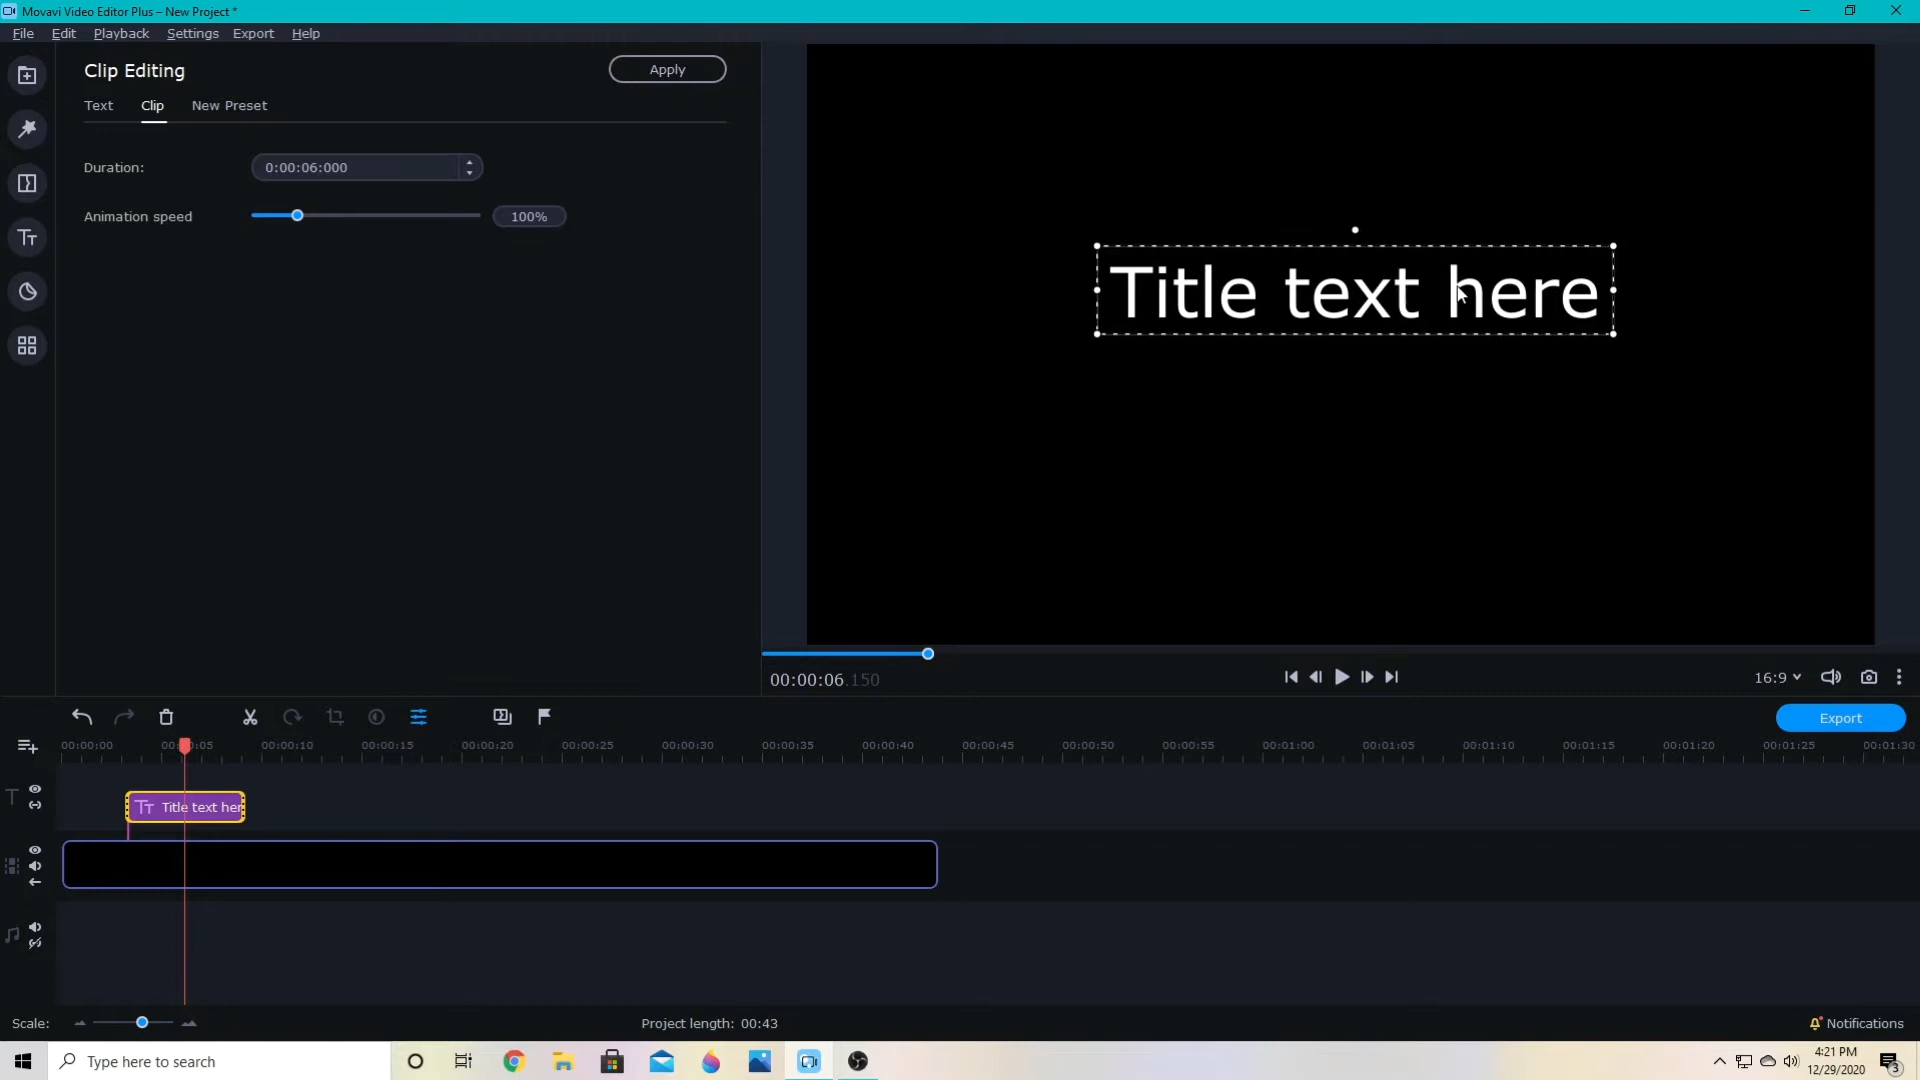 Movavi Video Editor Plus – New Project *
File Edit Playback Settings Export Help
Clip Editing
Apply
Text Clip New Preset
Duration: 0:00:06:000
Animation speed 100%
Title text here
00:00:06.150
16:9
Export
00:00:00 00:00:05 00:00:10 00:00:15 00:00:20 00:00:25 00:00:30 00:00:35 00:00:40 00:00:45 00:00:50 00:00:55 00:01:00 00:01:05 00:01:10 00:01:15 00:01:20 00:01:25 00:01:30
Title text her
Scale:
Project length: 00:43
Notifications
Type here to search
4:21 PM
12/29/2020
3